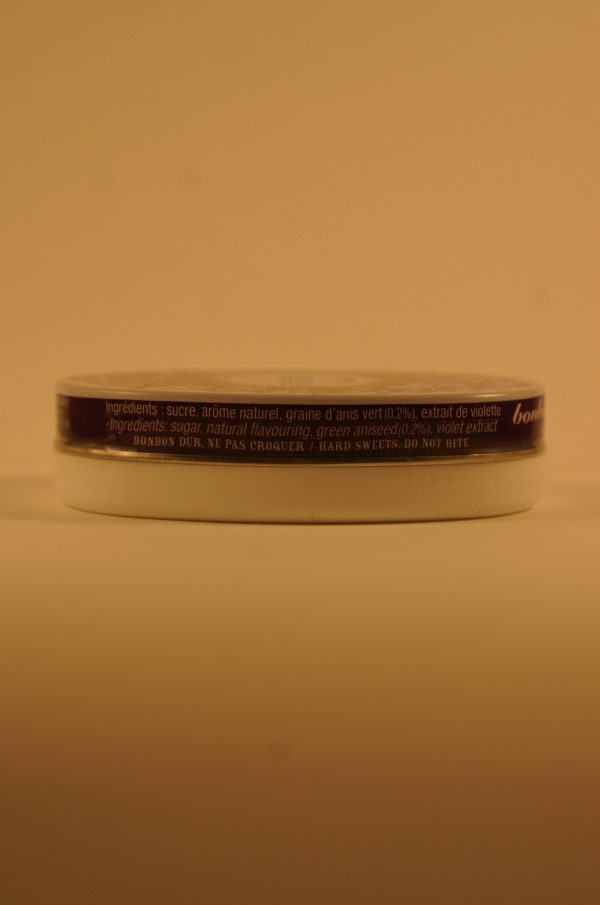 Ingrédients : sucre, arôme naturel, graine d'anis vert (0.2%), extrait de violette
Ingredients: sugar, natural flavouring, green aniseed (0.2%), violet extract
BONBON DUR, NE PAS CROQUER / HARD SWEETS, DO NOT BITE